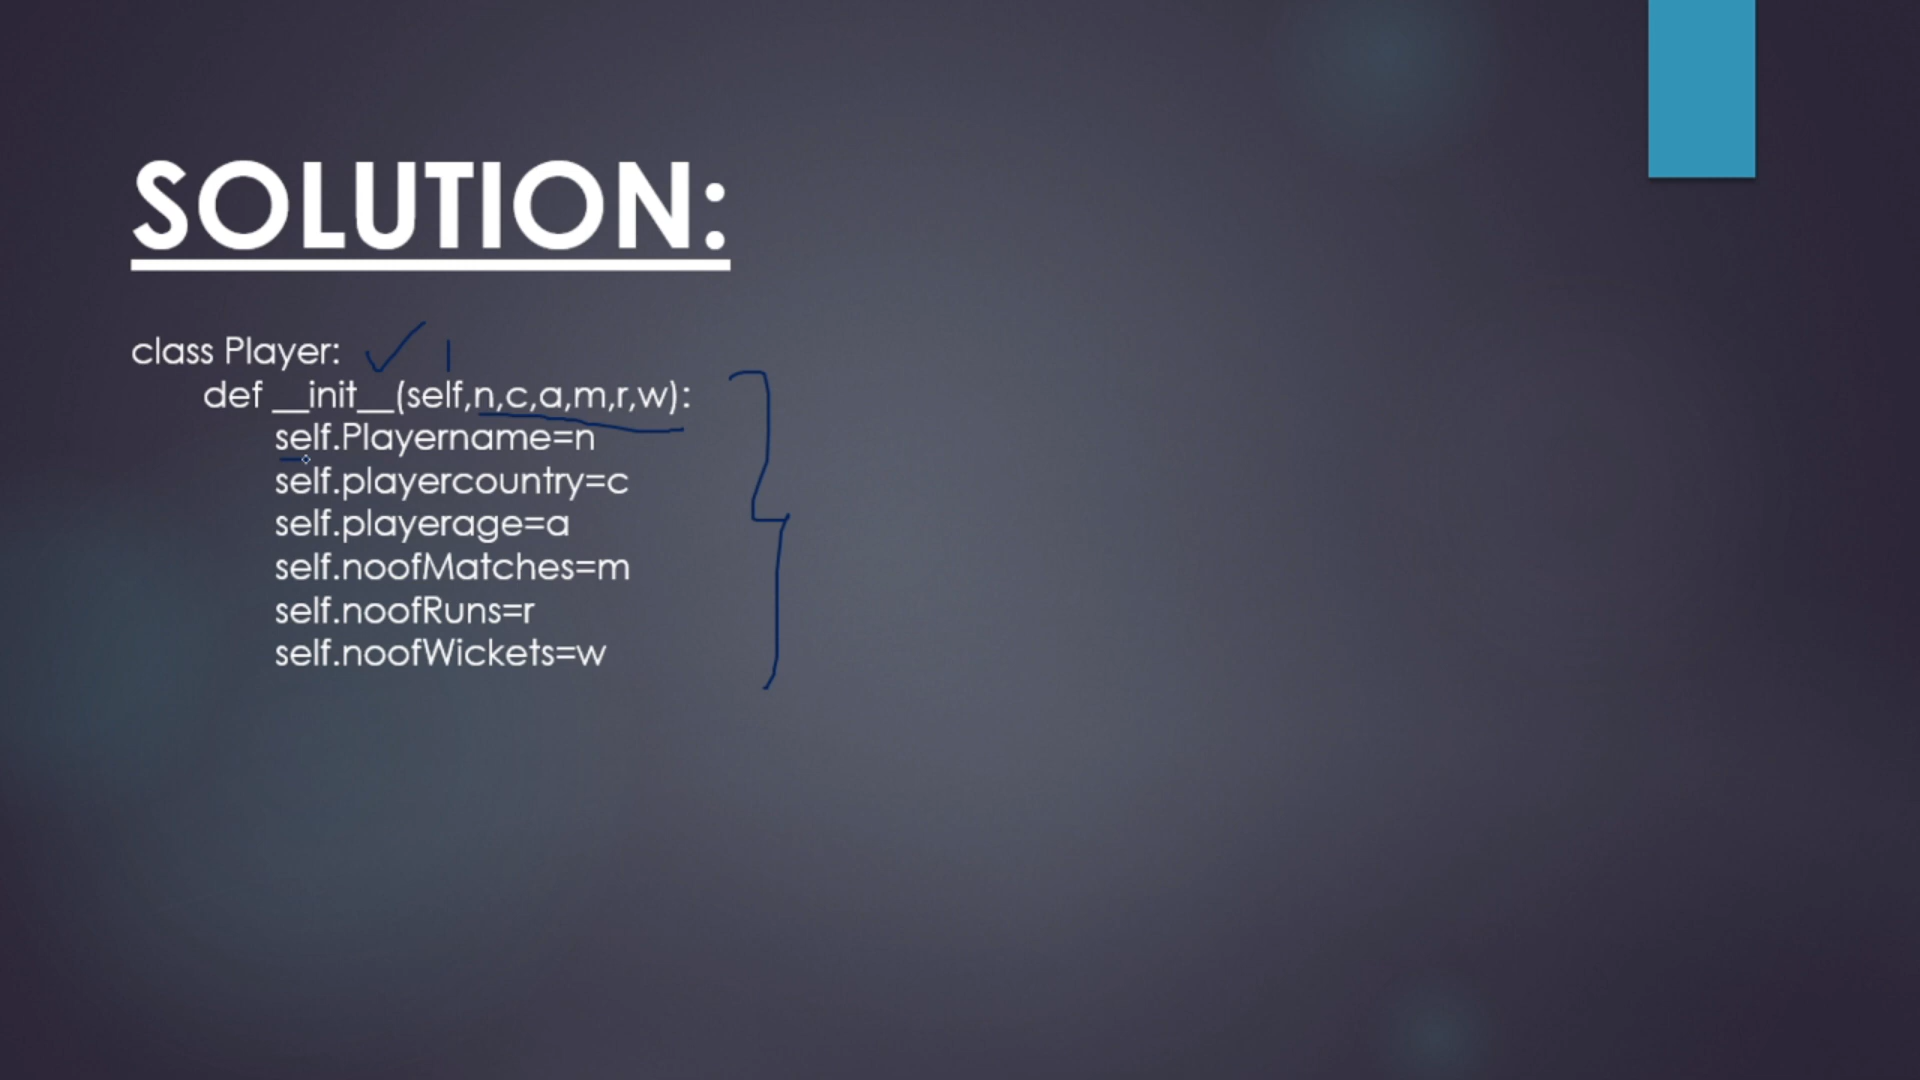 SOLUTION:
class Player:
def __init__(self,n,c,a,m,r,w):
self.Playername=n
self.playercountry=c
self.playerage=a
self.noofMatches=m
self.noofRuns=r
self.noofWickets=w